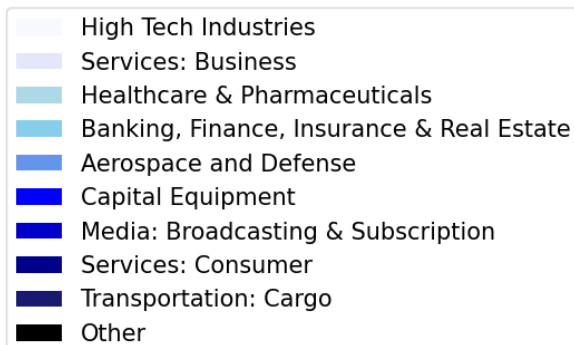 High Tech Industries
Services: Business
Healthcare & Pharmaceuticals
Banking, Finance, Insurance & Real Estate
Aerospace and Defense
Capital Equipment
Media: Broadcasting & Subscription
Services: Consumer
Transportation: Cargo
Other